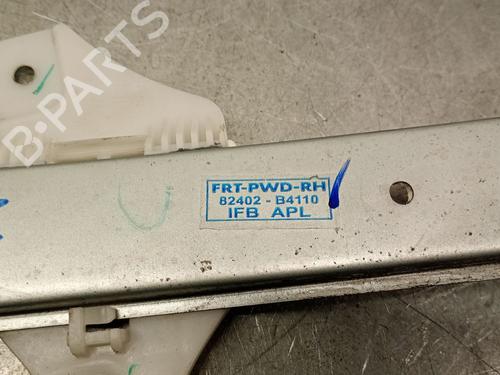 B-PARTS
FRT-PWD-RH
82402 - B4110
IFB APL